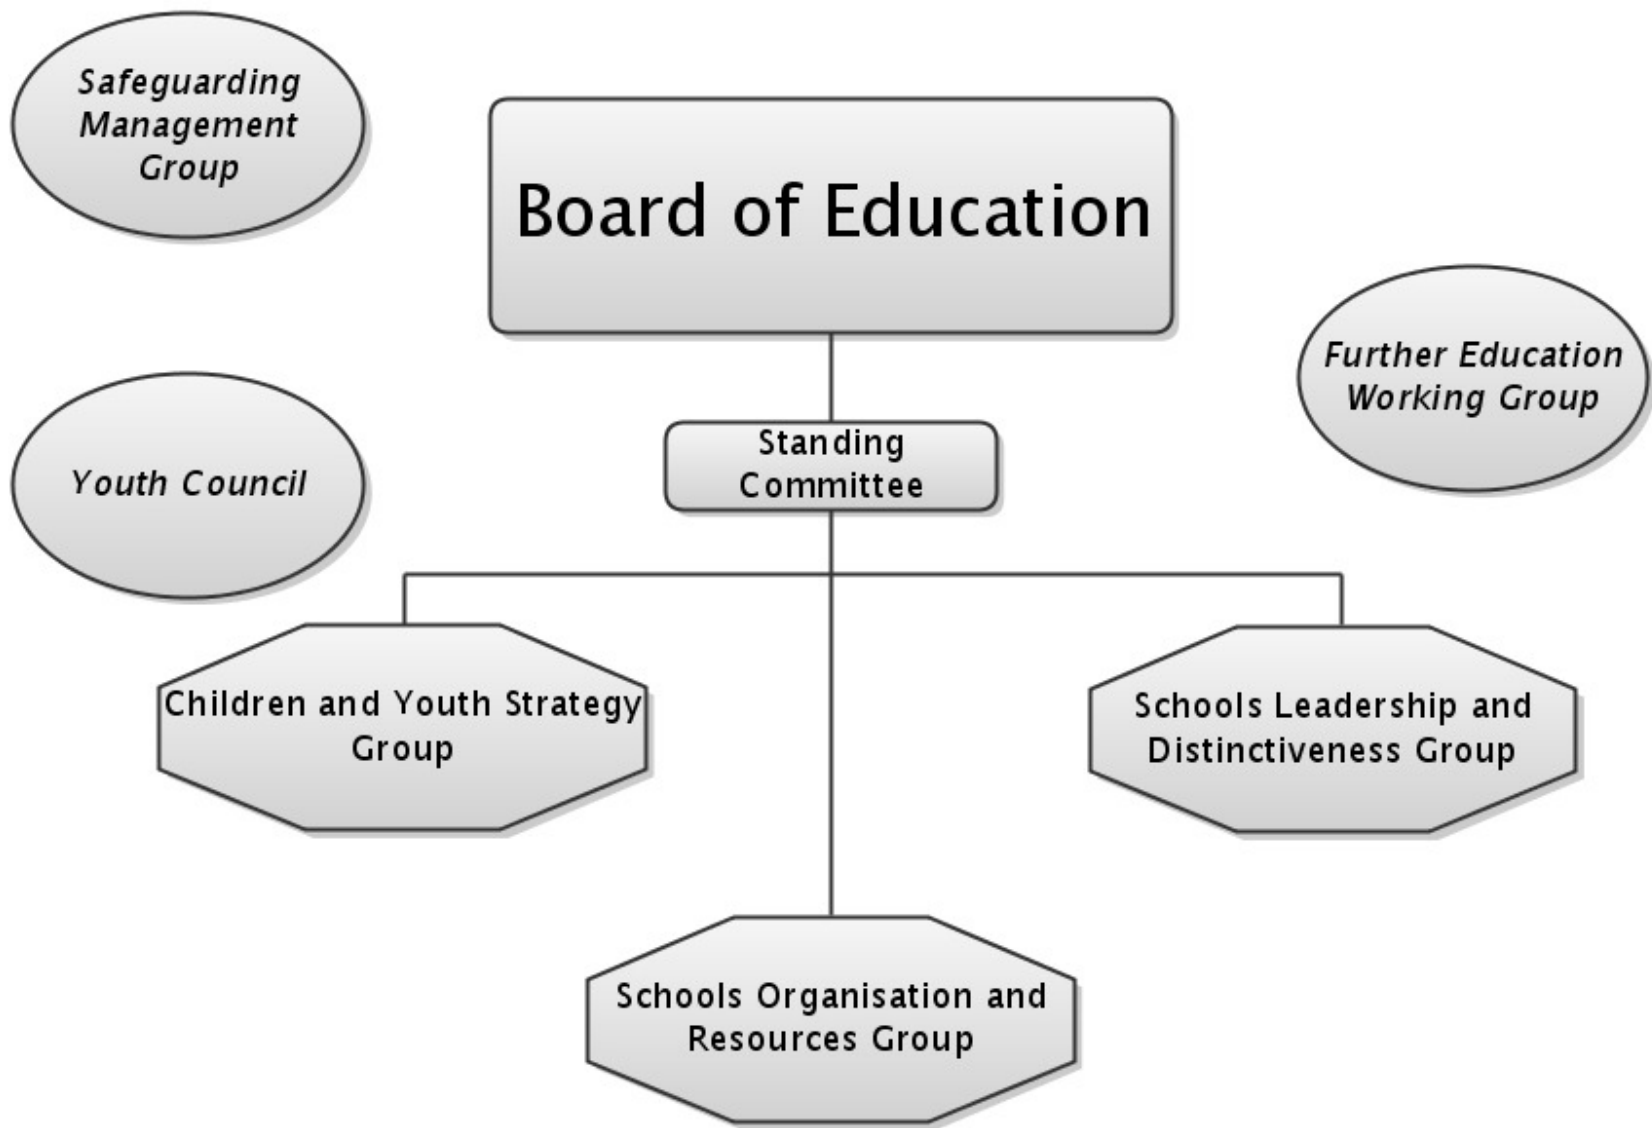 Safeguarding
Management
Group
Board of Education
Further Education
Working Group
Youth Council
Standing
Committee
Children and Youth Strategy
Group
Schools Leadership and
Distinctiveness Group
Schools Organisation and
Resources Group